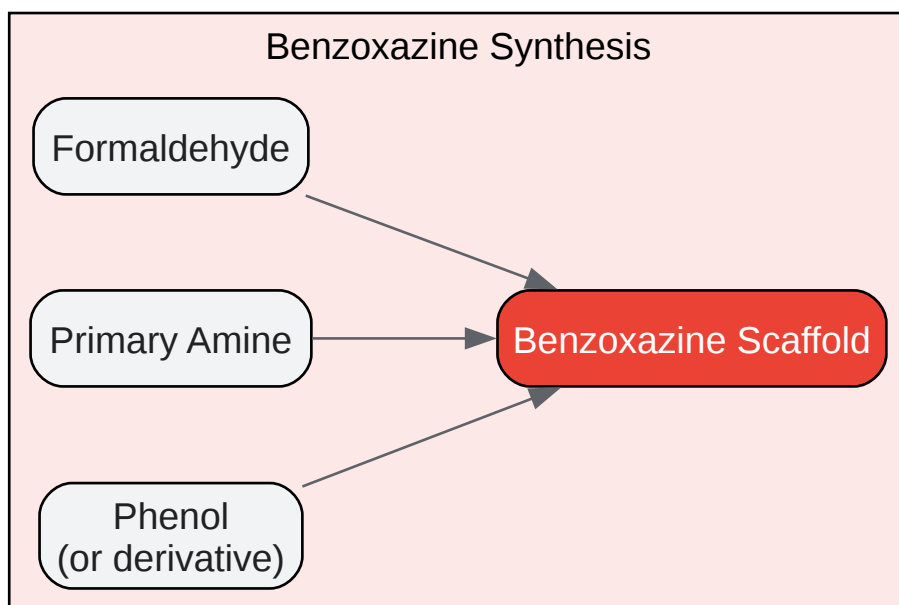 Benzoxazine Synthesis
Formaldehyde
Primary Amine
Benzoxazine Scaffold
Phenol
(or derivative)